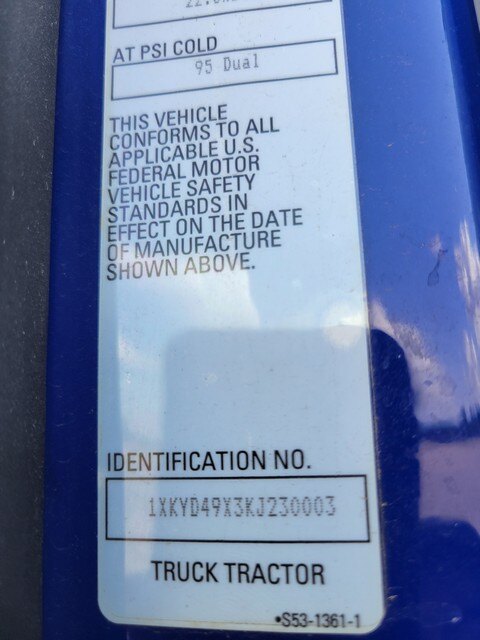 AT PSI COLD
95 Dual
THIS VEHICLE
CONFORMS TO ALL
APPLICABLE U.S.
FEDERAL MOTOR
VEHICLE SAFETY
STANDARDS IN
EFFECT ON THE DATE
OF MANUFACTURE
SHOWN ABOVE.
IDENTIFICATION NO.
1XKYD49X3KJ230003
TRUCK TRACTOR
•S53-1361-1